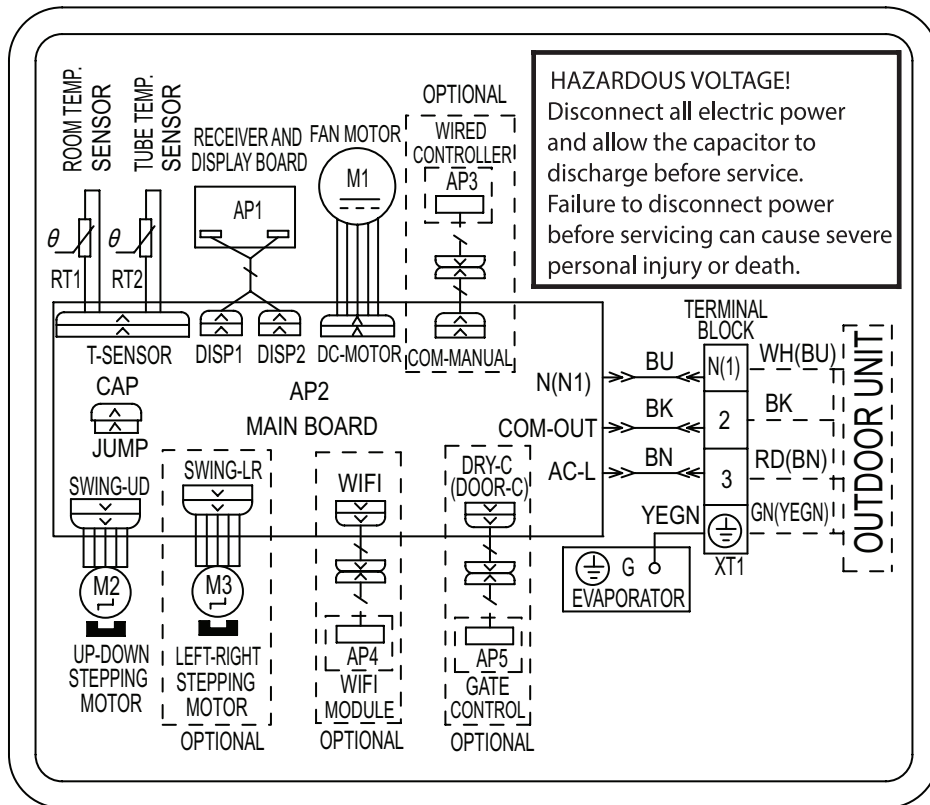 HAZARDOUS VOLTAGE!
Disconnect all electric power
and allow the capacitor to
discharge before service.
Failure to disconnect power
before servicing can cause severe
personal injury or death.
ROOM TEMP.
SENSOR
TUBE TEMP.
SENSOR
RECEIVER AND
DISPLAY BOARD
FAN MOTOR
OPTIONAL
WIRED
CONTROLLER
AP3
AP1
M1
θ
θ
RT1
RT2
T-SENSOR
DISP1
DISP2
DC-MOTOR
COM-MANUAL
CAP
JUMP
AP2
MAIN BOARD
N(N1)
COM-OUT
AC-L
BU
BK
BN
YEGN
TERMINAL
BLOCK
N(1)
2
3
XT1
WH(BU)
BK
RD(BN)
GN(YEGN)
OUTDOOR UNIT
G
EVAPORATOR
SWING-UD
SWING-LR
WIFI
DRY-C
(DOOR-C)
M2
M3
AP4
AP5
UP-DOWN
STEPPING
MOTOR
LEFT-RIGHT
STEPPING
MOTOR
OPTIONAL
WIFI
MODULE
OPTIONAL
GATE
CONTROL
OPTIONAL